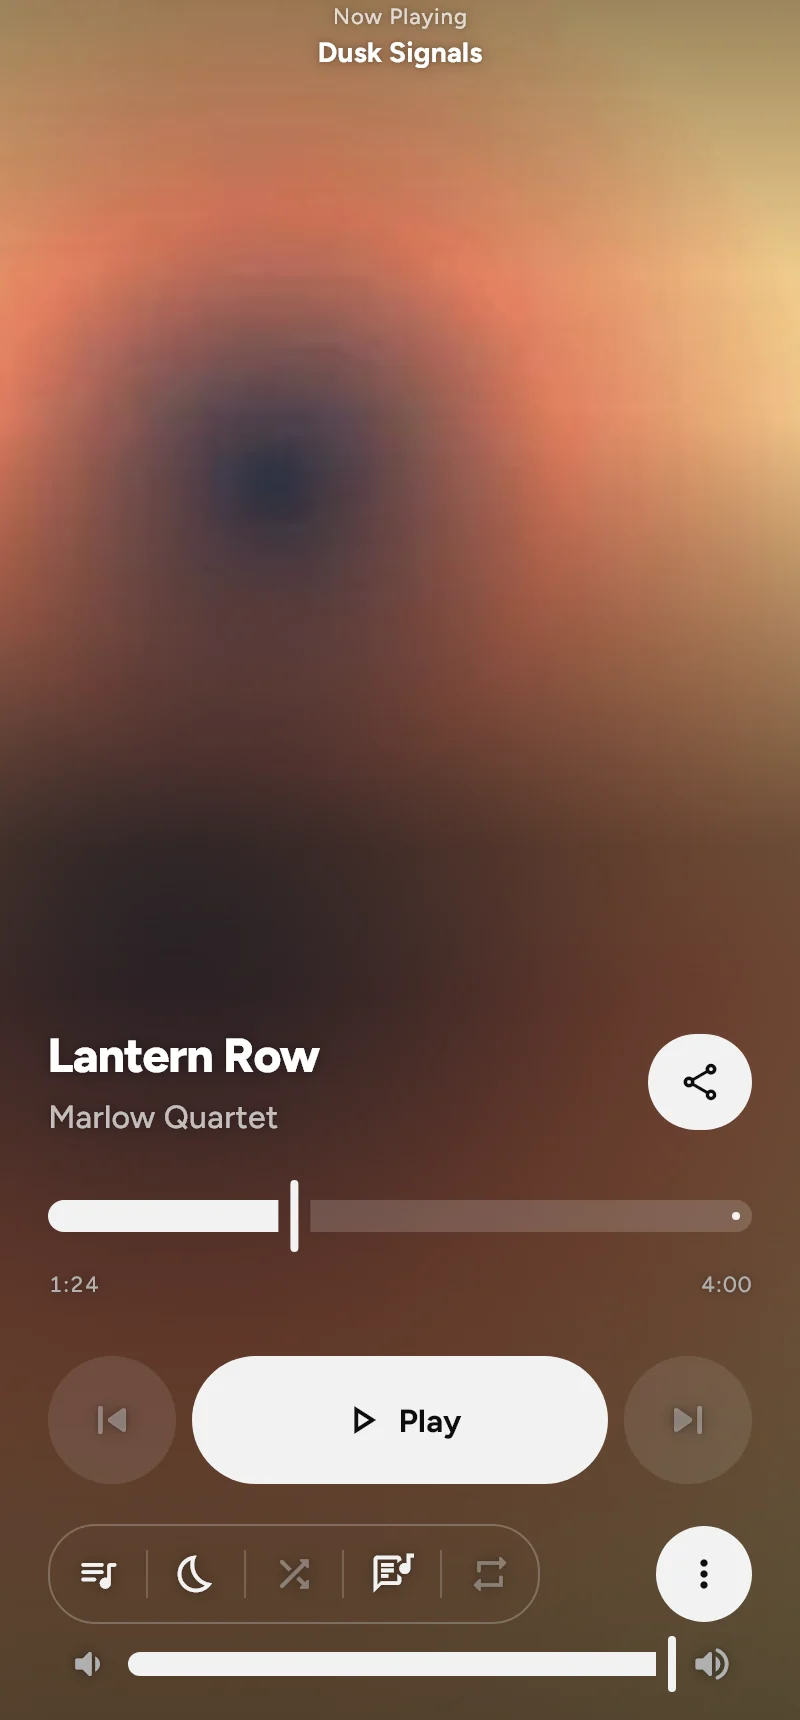 Now Playing
Dusk Signals
Lantern Row
Marlow Quartet
1:24
4:00
Play